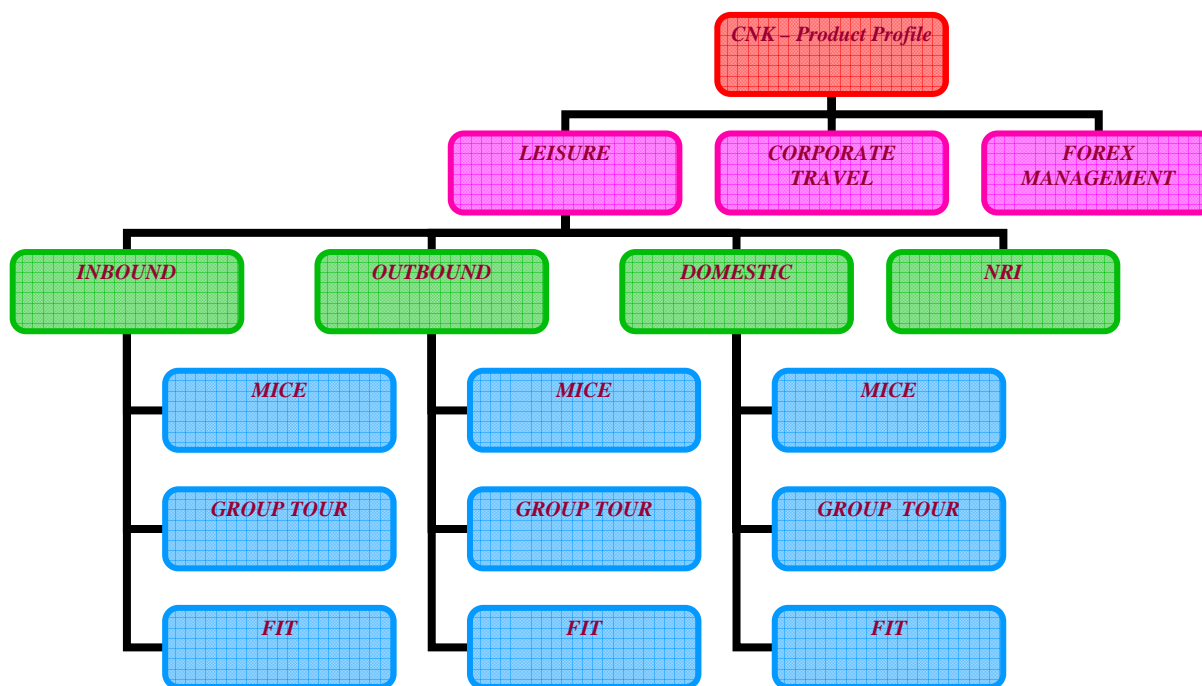 CNK – Product Profile
LEISURE
CORPORATE
TRAVEL
FOREX
MANAGEMENT
INBOUND
OUTBOUND
DOMESTIC
NRI
MICE
MICE
MICE
GROUP TOUR
GROUP TOUR
GROUP  TOUR
FIT
FIT
FIT